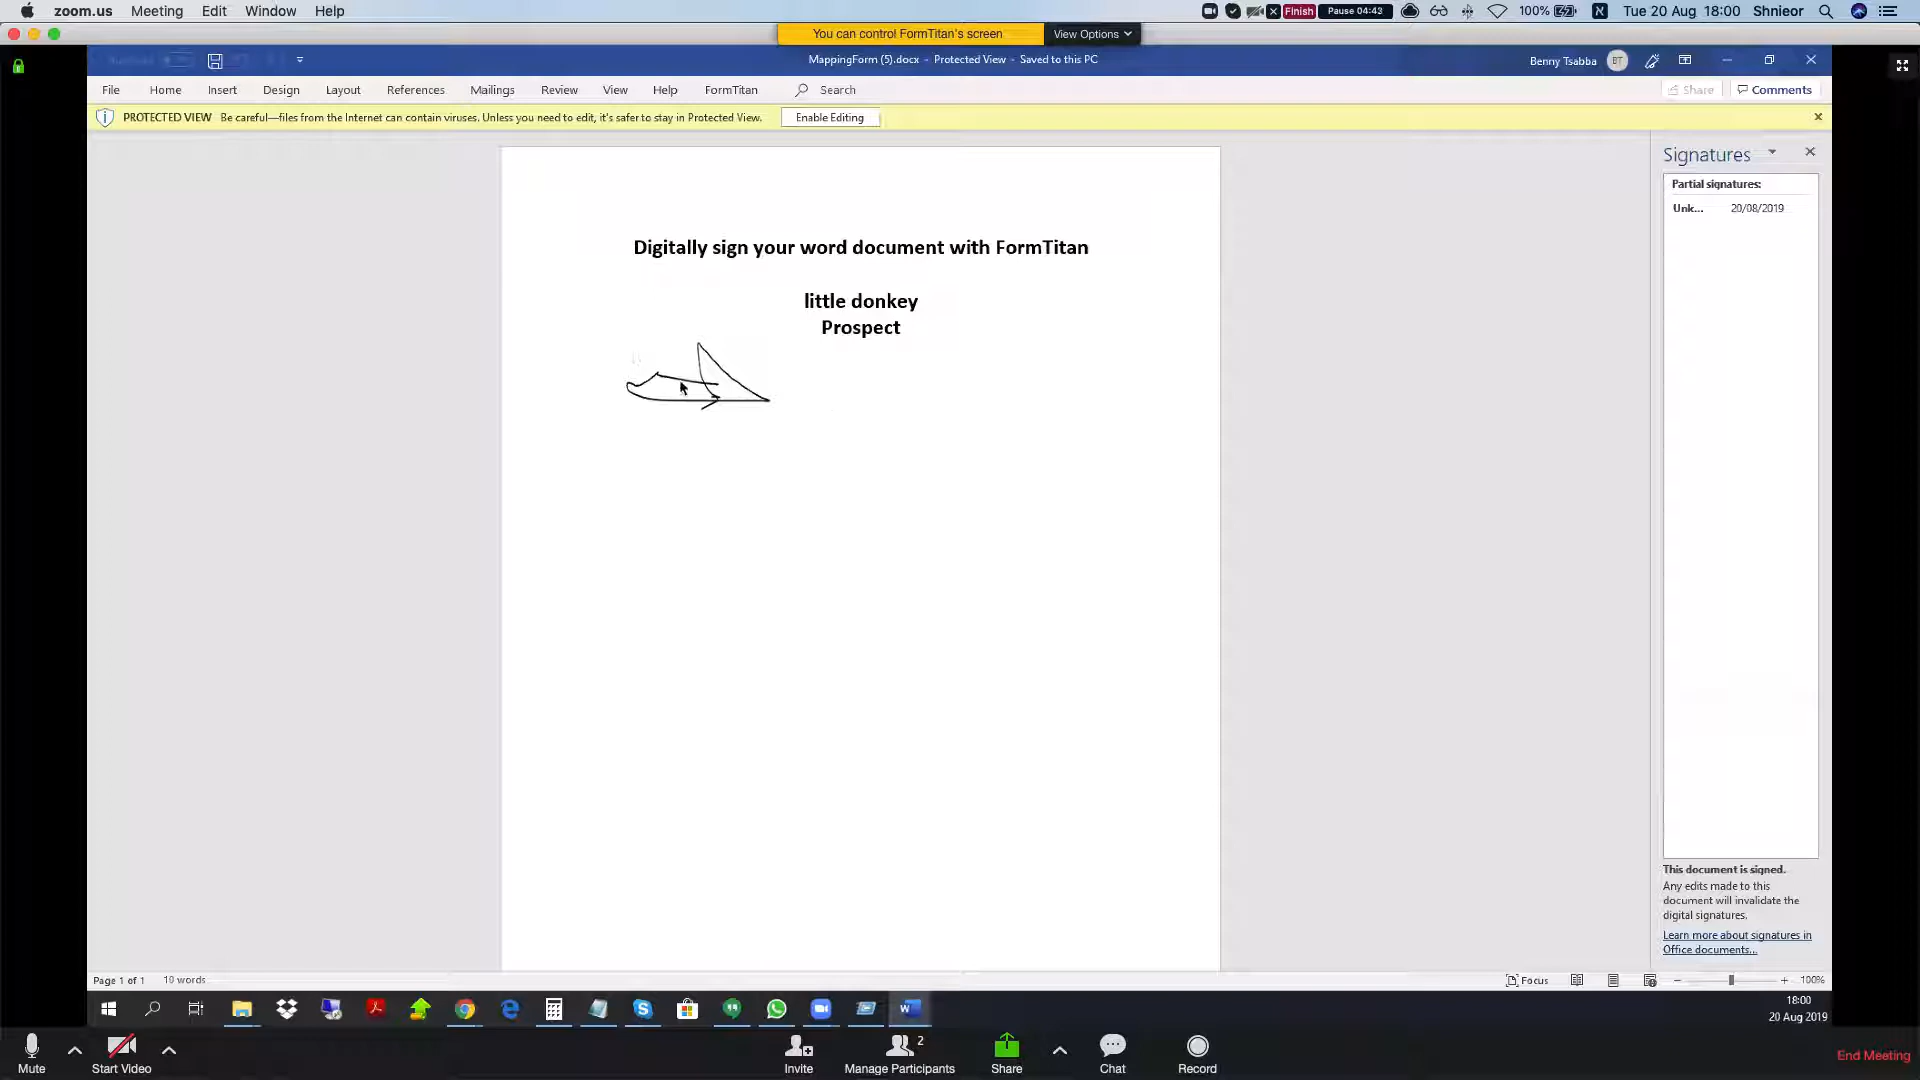 zoom.us Meeting Edit Window Help
Finish Pause 04:43 100% Tue 20 Aug 18:00 Shnieor
You can control FormTitan's screen View Options
MappingForm (5).docx - Protected View - Saved to this PC
Benny Tsabba BT
File Home Insert Design Layout References Mailings Review View Help FormTitan Search
Share Comments
PROTECTED VIEW Be careful—files from the Internet can contain viruses. Unless you need to edit, it's safer to stay in Protected View. Enable Editing
Digitally sign your word document with FormTitan
little donkey
Prospect
Signatures
Partial signatures:
Unk... 20/08/2019
This document is signed.
Any edits made to this
document will invalidate the
digital signatures.
Learn more about signatures in
Office documents...
Page 1 of 1 10 words
Focus 100%
18:00
20 Aug 2019
Mute Start Video Invite Manage Participants 2 Share Chat Record End Meeting